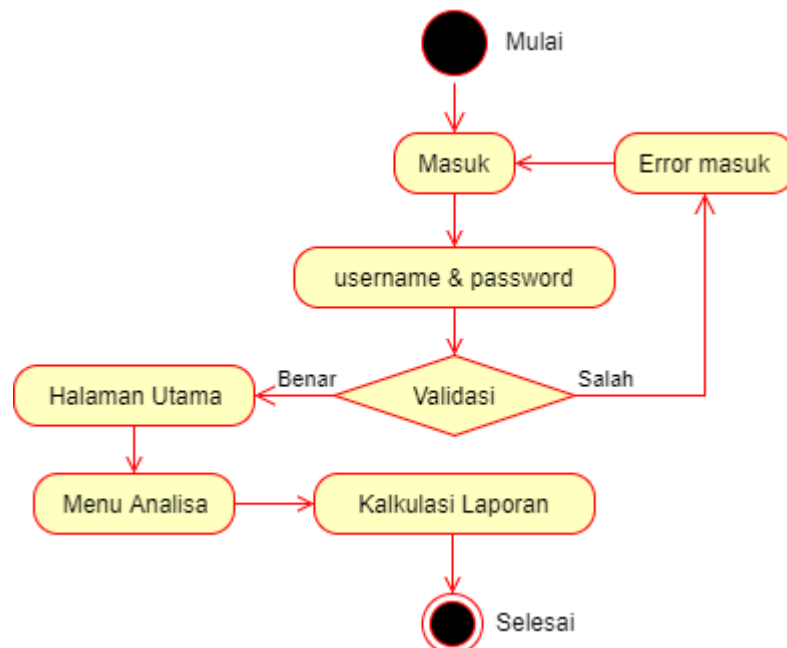 Mulai
Masuk
Error masuk
username & password
Benar
Salah
Halaman Utama
Validasi
Menu Analisa
Kalkulasi Laporan
Selesai